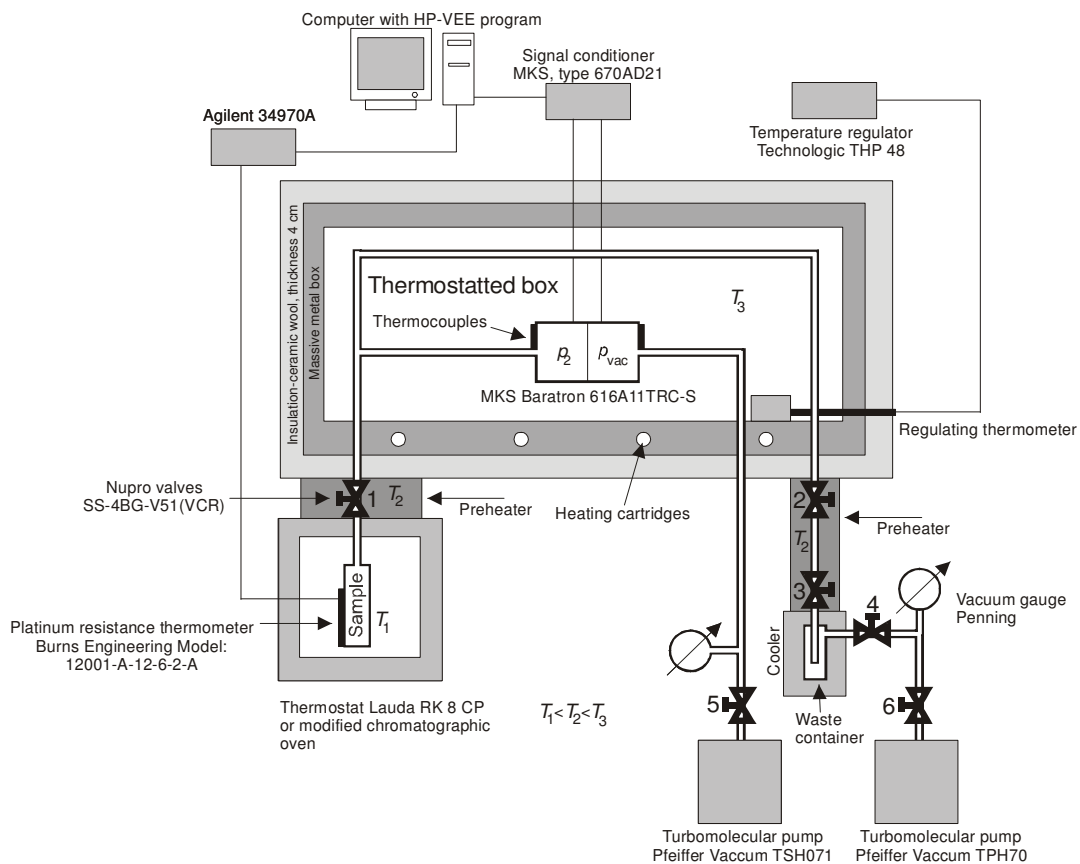 Computer with HP-VEE program
Signal conditioner
MKS, type 670AD21
Agilent 34970A
Temperature regulator
Technologic THP 48
Insulation-ceramic wool, thickness 4 cm
Massive metal box
Thermostatted box
T3
Thermocouples
p2
pvac
MKS Baratron 616A11TRC-S
Regulating thermometer
Nupro valves
SS-4BG-V51(VCR)
1
T2
Preheater
Heating cartridges
2
Preheater
T2
3
4
Vacuum gauge
Penning
Sample
T1
Platinum resistance thermometer
Burns Engineering Model:
12001-A-12-6-2-A
Cooler
Thermostat Lauda RK 8 CP
or modified chromatographic
oven
T1<T2<T3
5
Waste
container
6
Turbomolecular pump
Pfeiffer Vaccum TSH071
Turbomolecular pump
Pfeiffer Vaccum TPH70